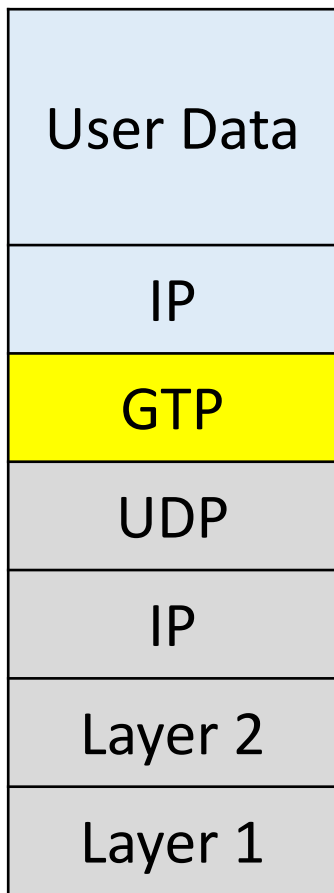 User Data
IP
GTP
UDP
IP
Layer 2
Layer 1